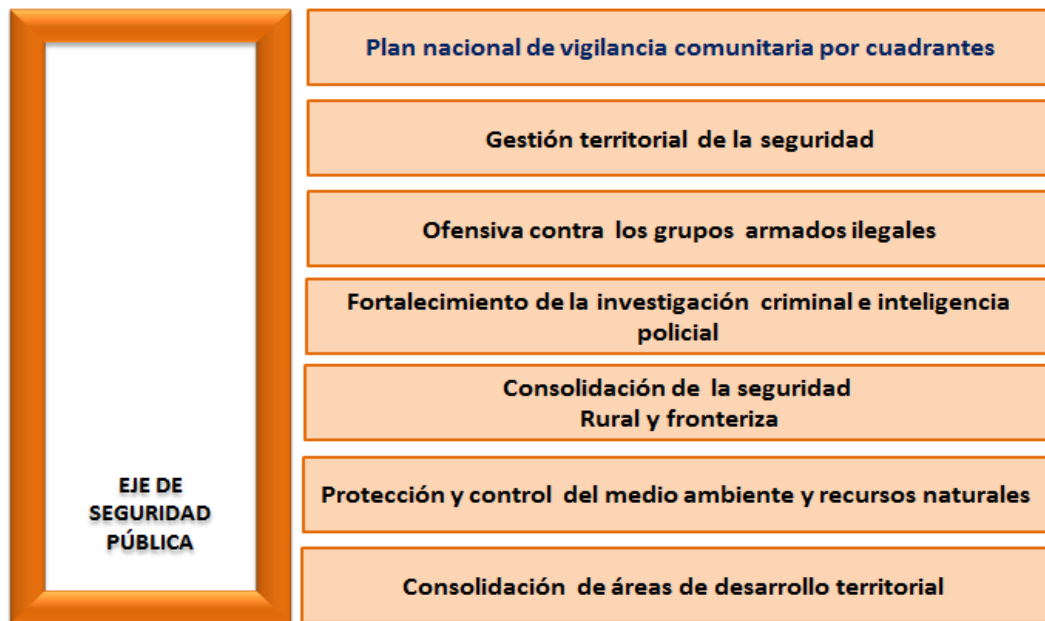 Plan nacional de vigilancia comunitaria por cuadrantes
Gestión territorial de la seguridad
Ofensiva contra los grupos armados ilegales
Fortalecimiento de la investigación criminal e inteligencia
policial
Consolidación de la seguridad
Rural y fronteriza
EJE DE
SEGURIDAD
PÚBLICA
Protección y control del medio ambiente y recursos naturales
Consolidación de áreas de desarrollo territorial